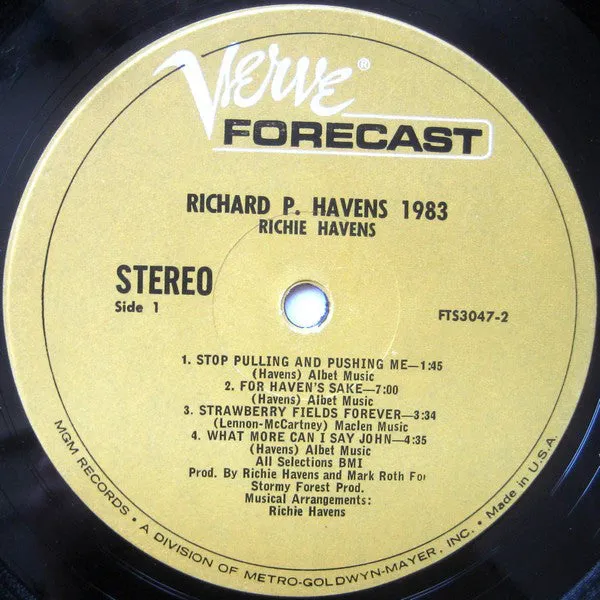 Verve ®
FORECAST
RICHARD P. HAVENS 1983
RICHIE HAVENS
STEREO
Side 1
FTS3047-2
1. STOP PULLING AND PUSHING ME—1:45
(Havens) Albet Music
2. FOR HAVEN'S SAKE—7:00
(Havens) Albet Music
3. STRAWBERRY FIELDS FOREVER—3:34
(Lennon-McCartney) Maclen Music
4. WHAT MORE CAN I SAY JOHN—4:35
(Havens) Albet Music
All Selections BMI
Prod. By Richie Havens and Mark Roth For
Stormy Forest Prod.
Musical Arrangements:
Richie Havens
MGM RECORDS • A DIVISION OF METRO-GOLDWYN-MAYER, INC. • Made in U.S.A.